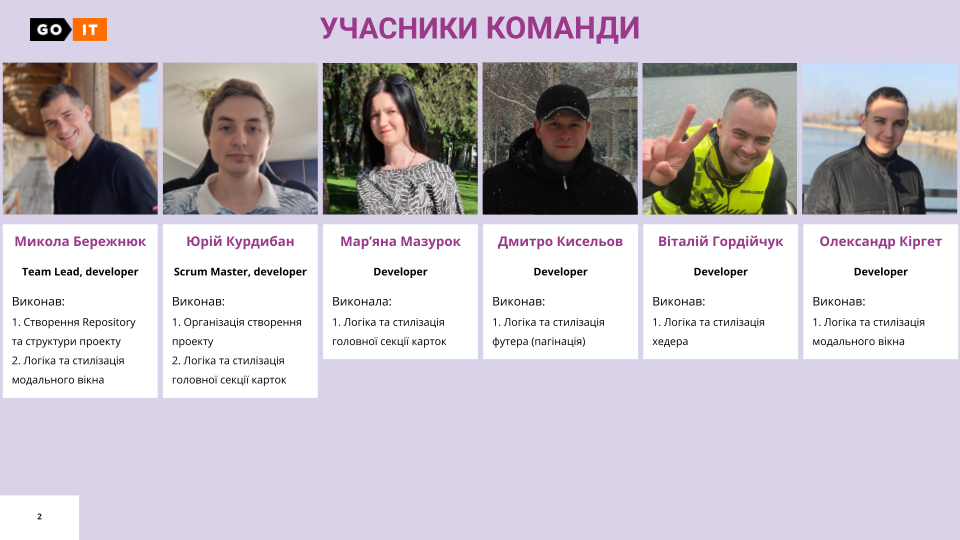 GO IT
УЧАСНИКИ КОМАНДИ
Микола Бережнюк
Team Lead, developer
Виконав:
1. Створення Repository
та структури проекту
2. Логіка та стилізація
модального вікна
Юрій Курдибан
Scrum Master, developer
Виконав:
1. Організація створення
проекту
2. Логіка та стилізація
головної секції карток
Мар’яна Мазурок
Developer
Виконала:
1. Логіка та стилізація
головної секції карток
Дмитро Кисельов
Developer
Виконав:
1. Логіка та стилізація
футера (пагінація)
Віталій Гордійчук
Developer
Виконав:
1. Логіка та стилізація
хедера
Олександр Кіргет
Developer
Виконав:
1. Логіка та стилізація
модального вікна
2